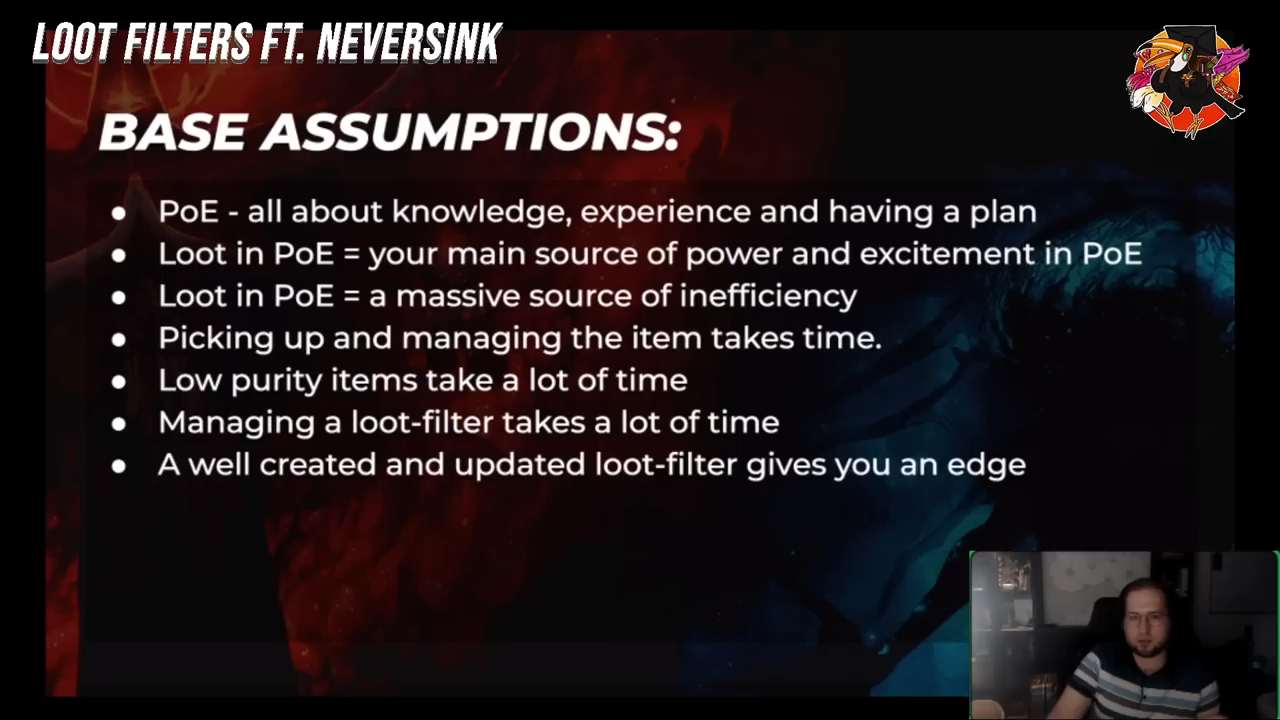 LOOT FILTERS FT. NEVERSINK
BASE ASSUMPTIONS:
● PoE - all about knowledge, experience and having a plan
● Loot in PoE = your main source of power and excitement in PoE
● Loot in PoE = a massive source of inefficiency
● Picking up and managing the item takes time.
● Low purity items take a lot of time
● Managing a loot-filter takes a lot of time
● A well created and updated loot-filter gives you an edge